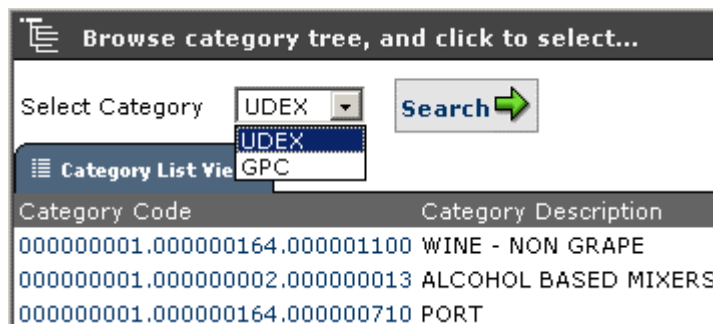 Browse category tree, and click to select...
Select Category UDEX Search
UDEX
GPC
Category List Vie
Category Code Category Description
000000001.000000164.000001100 WINE - NON GRAPE
000000001.000000002.000000013 ALCOHOL BASED MIXERS
000000001.000000164.000000710 PORT